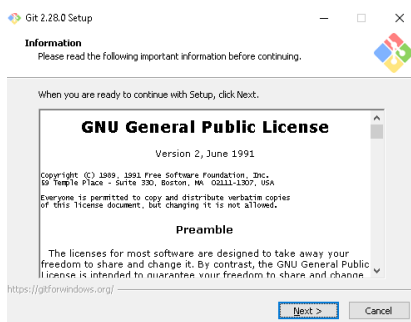 Git 2.28.0 Setup
Information
Please read the following important information before continuing.
When you are ready to continue with Setup, click Next.
GNU General Public License
Version 2, June 1991
Copyright (C) 1989, 1991 Free Software Foundation, Inc.
59 Temple Place - Suite 330, Boston, MA  02111-1307, USA
Everyone is permitted to copy and distribute verbatim copies
of this license document, but changing it is not allowed.
Preamble
The licenses for most software are designed to take away your
freedom to share and change it. By contrast, the GNU General Public
License is intended to guarantee your freedom to share and change
https://gitforwindows.org/
Next >
Cancel